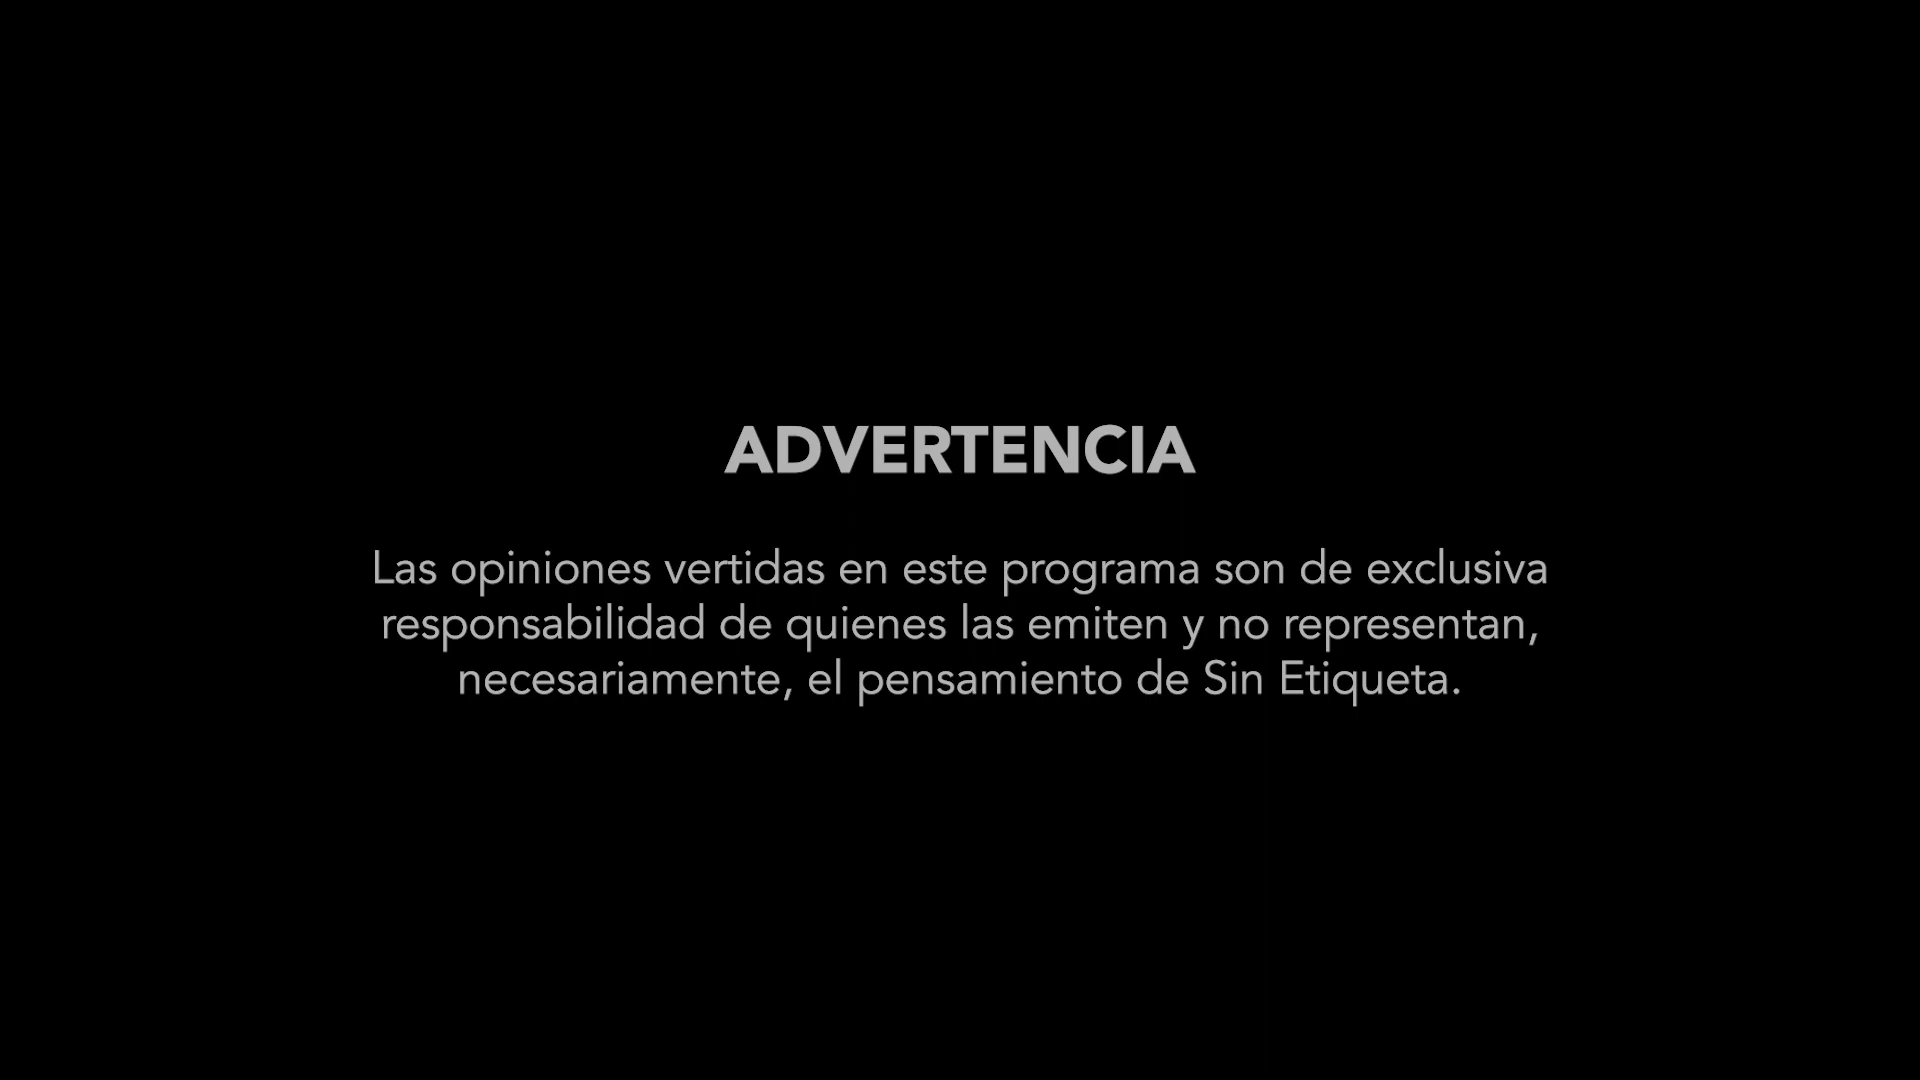 ADVERTENCIA
Las opiniones vertidas en este programa son de exclusiva
responsabilidad de quienes las emiten y no representan,
necesariamente, el pensamiento de Sin Etiqueta.